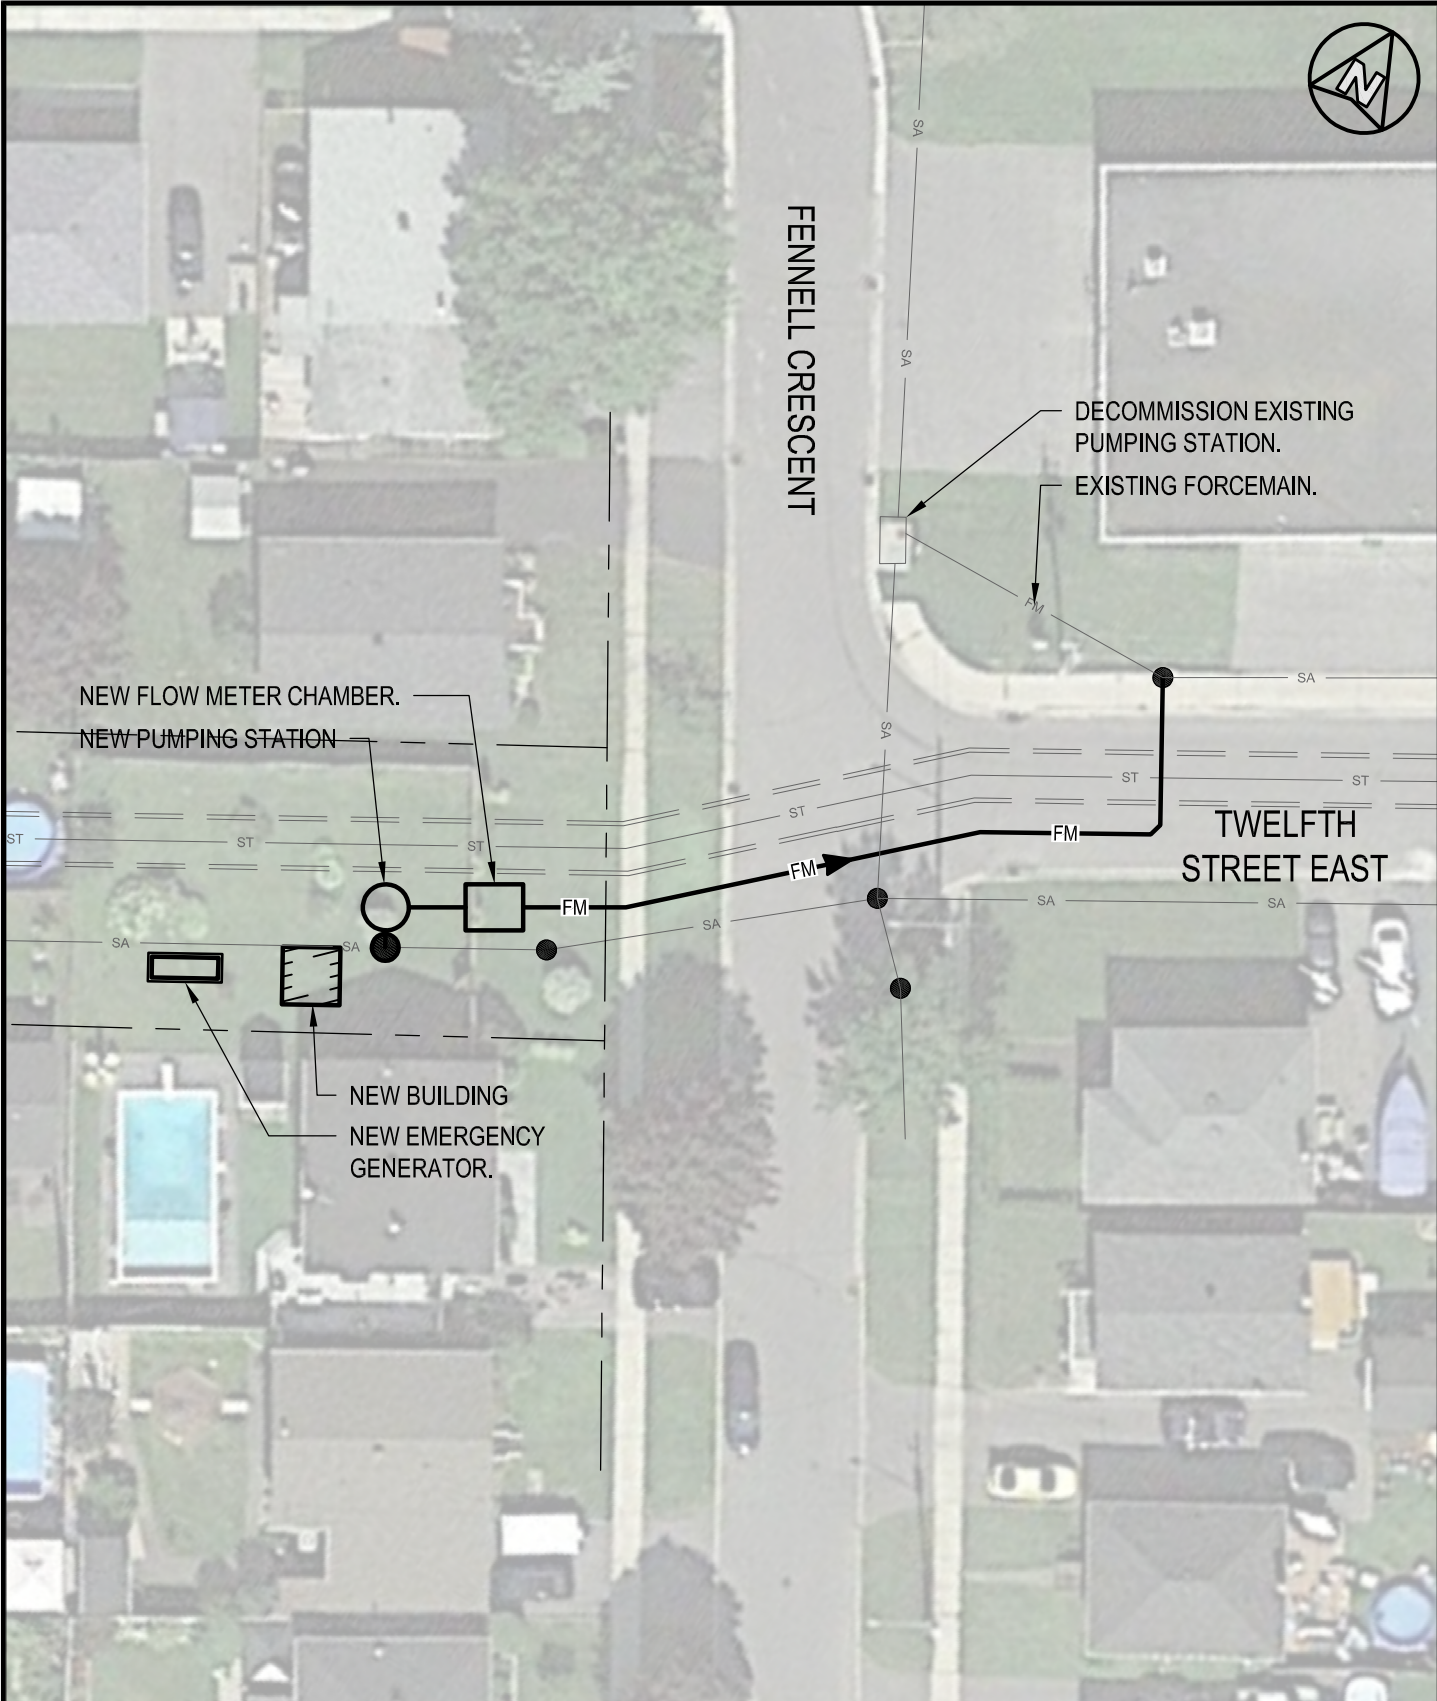 N
SA
FENNELL CRESCENT
SA
DECOMMISSION EXISTING
PUMPING STATION.
EXISTING FORCEMAIN.
FM
SA
NEW FLOW METER CHAMBER.
NEW PUMPING STATION
SA
ST
ST
ST
ST
ST
ST
TWELFTH
STREET EAST
FM
FM
FM
SA
SA
SA
SA
SA
NEW BUILDING
NEW EMERGENCY
GENERATOR.